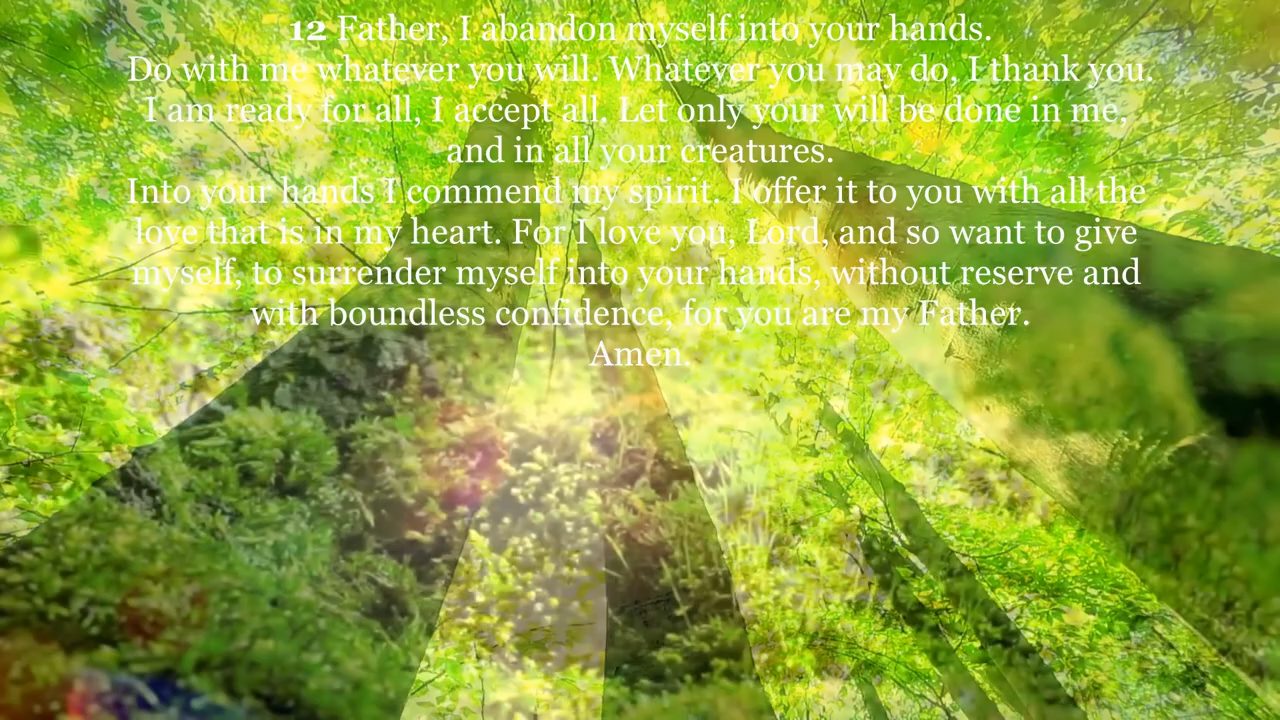 12 Father, I abandon myself into your hands.
Do with me whatever you will. Whatever you may do, I thank you.
I am ready for all, I accept all. Let only your will be done in me,
and in all your creatures.
Into your hands I commend my spirit. I offer it to you with all the
love that is in my heart. For I love you, Lord, and so want to give
myself, to surrender myself into your hands, without reserve and
with boundless confidence, for you are my Father.
Amen.